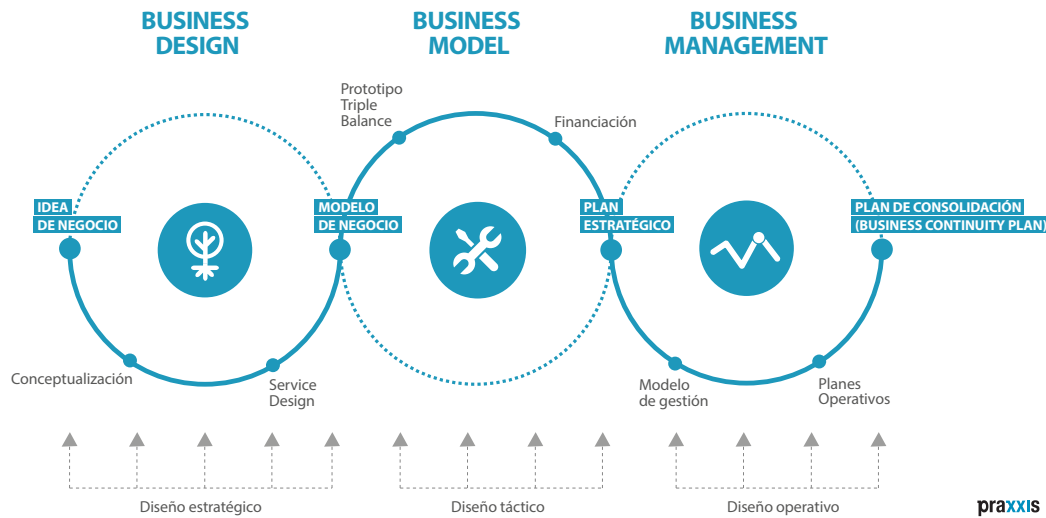 BUSINESS
DESIGN
BUSINESS
MODEL
BUSINESS
MANAGEMENT
Prototipo
Triple
Balance
Financiación
IDEA
DE NEGOCIO
MODELO
DE NEGOCIO
PLAN
ESTRATÉGICO
PLAN DE CONSOLIDACIÓN
(BUSINESS CONTINUITY PLAN)
Conceptualización
Service
Design
Modelo
de gestión
Planes
Operativos
Diseño estratégico
Diseño táctico
Diseño operativo
praxxis